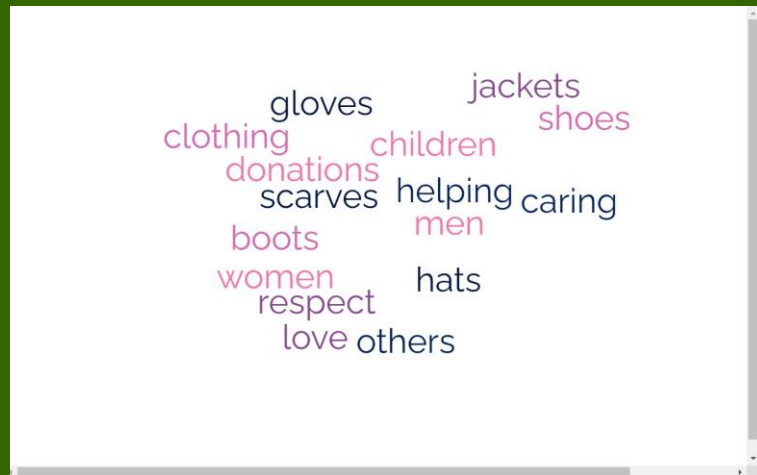 jackets
gloves
shoes
clothing
children
donations
scarves
helping
caring
men
boots
women
hats
respect
love
others